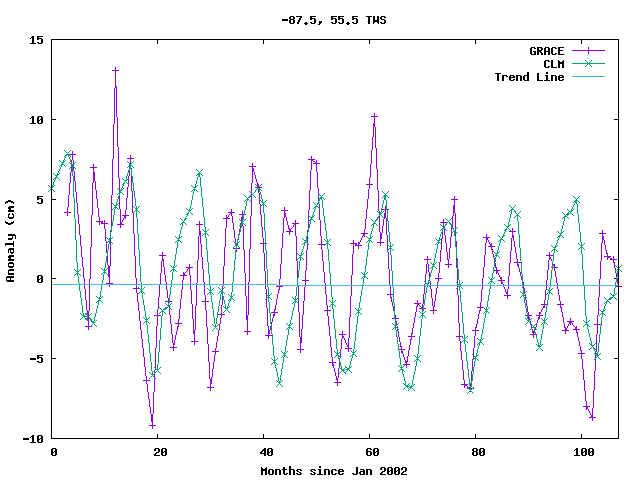 -87.5, 55.5 TWS
GRACE
CLM
Trend Line
15
10
5
0
-5
-10
Anomaly (cm)
0 20 40 60 80 100
Months since Jan 2002